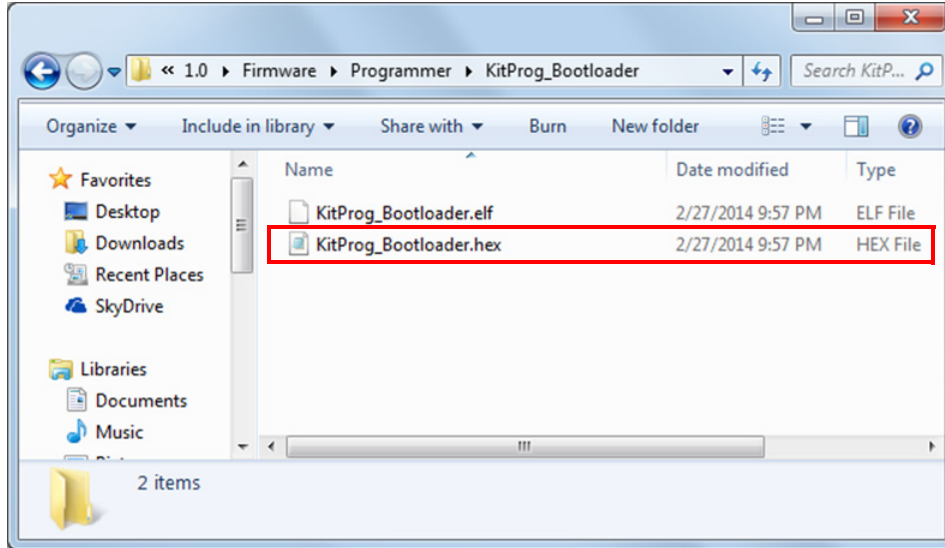 « 1.0 ▸ Firmware ▸ Programmer ▸ KitProg_Bootloader
Search KitP...
Organize Include in library Share with Burn New folder
Name Date modified Type
KitProg_Bootloader.elf 2/27/2014 9:57 PM ELF File
KitProg_Bootloader.hex 2/27/2014 9:57 PM HEX File
Favorites
Desktop
Downloads
Recent Places
SkyDrive
Libraries
Documents
Music
2 items